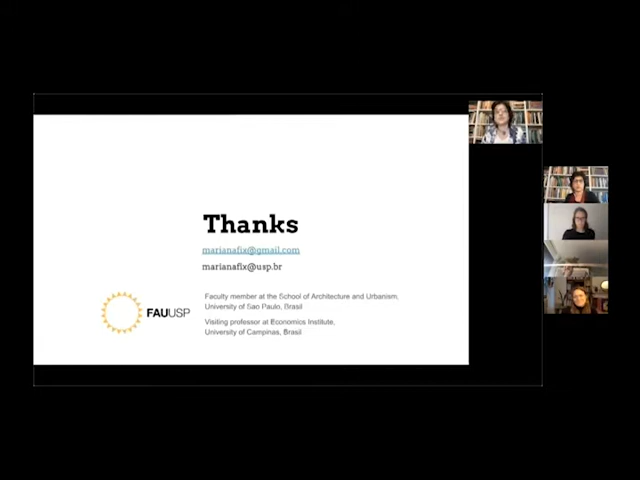 Thanks
marianafix@gmail.com
marianafix@usp.br
Faculty member at the School of Architecture and Urbanism,
University of Sao Paulo, Brasil
FAUUSP
Visiting professor at Economics Institute,
University of Campinas, Brasil